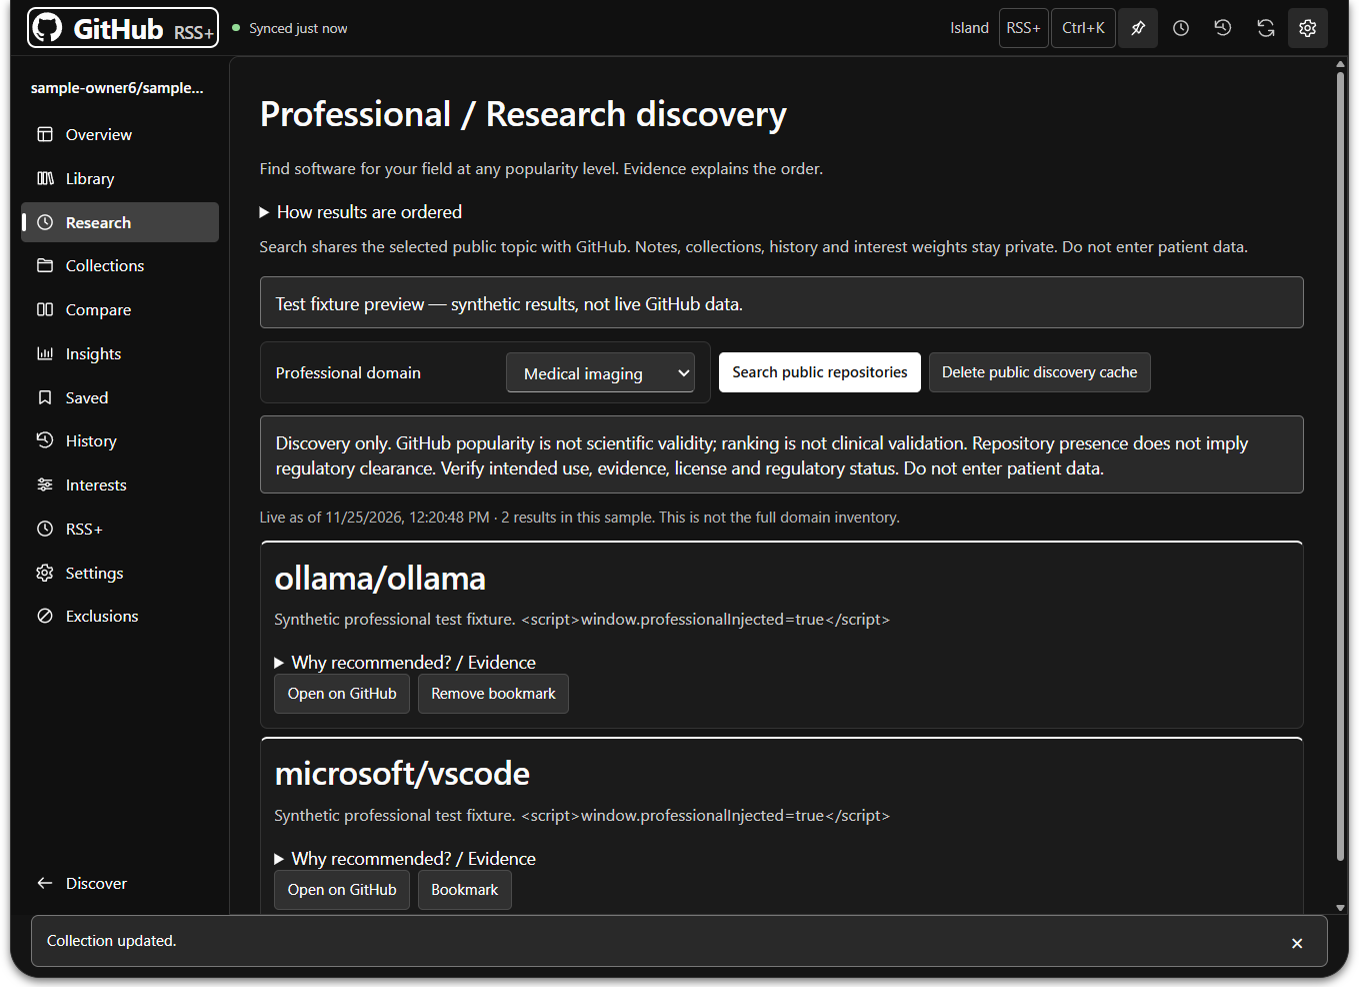 GitHub RSS+
Synced just now
Island
RSS+
Ctrl+K
sample-owner6/sample...
Overview
Library
Research
Collections
Compare
Insights
Saved
History
Interests
RSS+
Settings
Exclusions
Discover
Professional / Research discovery
Find software for your field at any popularity level. Evidence explains the order.
How results are ordered
Search shares the selected public topic with GitHub. Notes, collections, history and interest weights stay private. Do not enter patient data.
Test fixture preview — synthetic results, not live GitHub data.
Professional domain
Medical imaging
Search public repositories
Delete public discovery cache
Discovery only. GitHub popularity is not scientific validity; ranking is not clinical validation. Repository presence does not imply
regulatory clearance. Verify intended use, evidence, license and regulatory status. Do not enter patient data.
Live as of 11/25/2026, 12:20:48 PM · 2 results in this sample. This is not the full domain inventory.
ollama/ollama
Synthetic professional test fixture. <script>window.professionalInjected=true</script>
Why recommended? / Evidence
Open on GitHub
Remove bookmark
microsoft/vscode
Synthetic professional test fixture. <script>window.professionalInjected=true</script>
Why recommended? / Evidence
Open on GitHub
Bookmark
Collection updated.